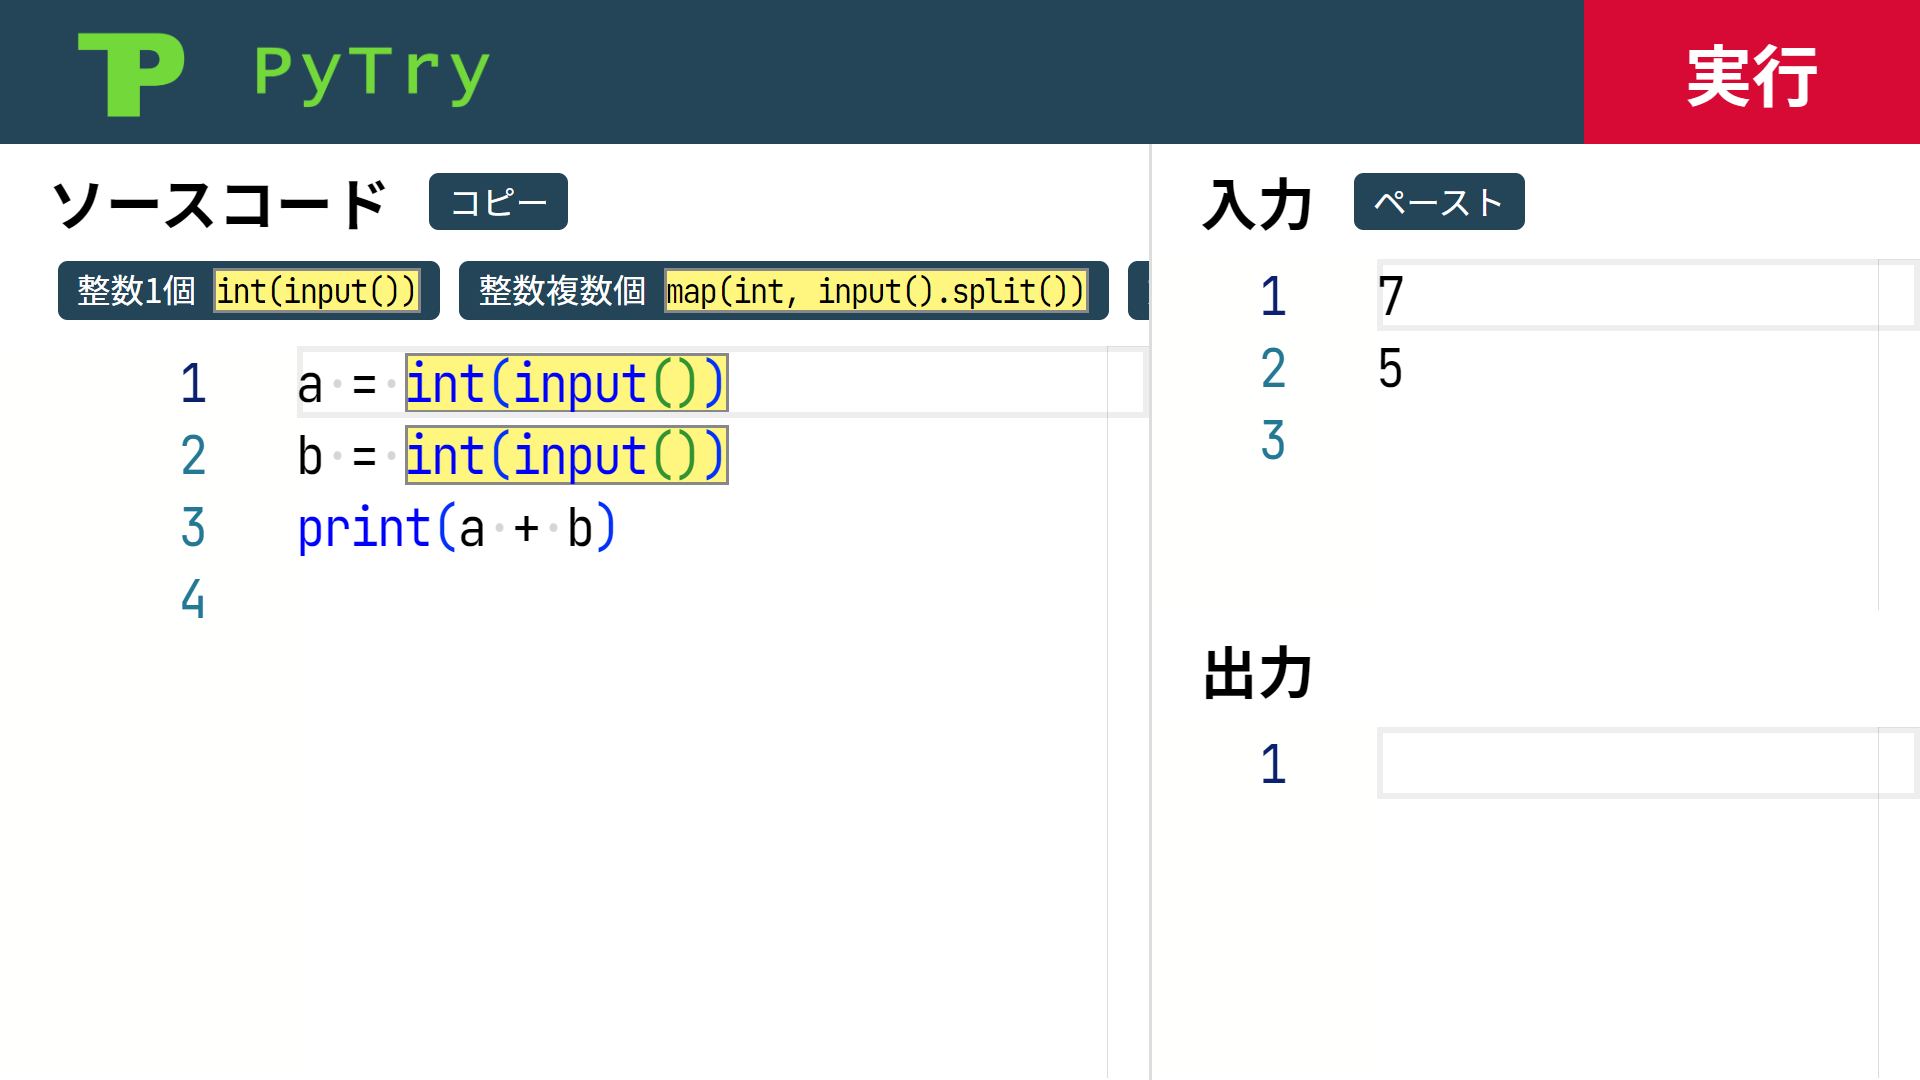 TP PyTry 実行
ソースコード コピー
整数1個 int(input()) 整数複数個 map(int, input().split())
1 a = int(input())
2 b = int(input())
3 print(a + b)
4
入力 ペースト
1 7
2 5
3
出力
1